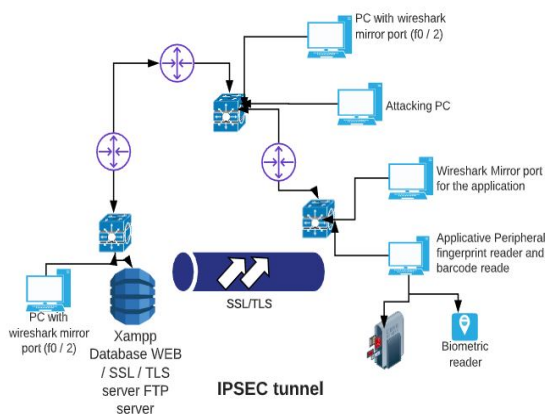 PC with wireshark
mirror port (f0 / 2)
Attacking PC
Wireshark Mirror port
for the application
Applicative Peripheral
fingerprint reader and
barcode reade
Biometric
reader
SSL/TLS
PC with
wireshark mirror
port (f0 / 2)
Xampp
Database WEB
/ SSL / TLS
server FTP
server
IPSEC tunnel